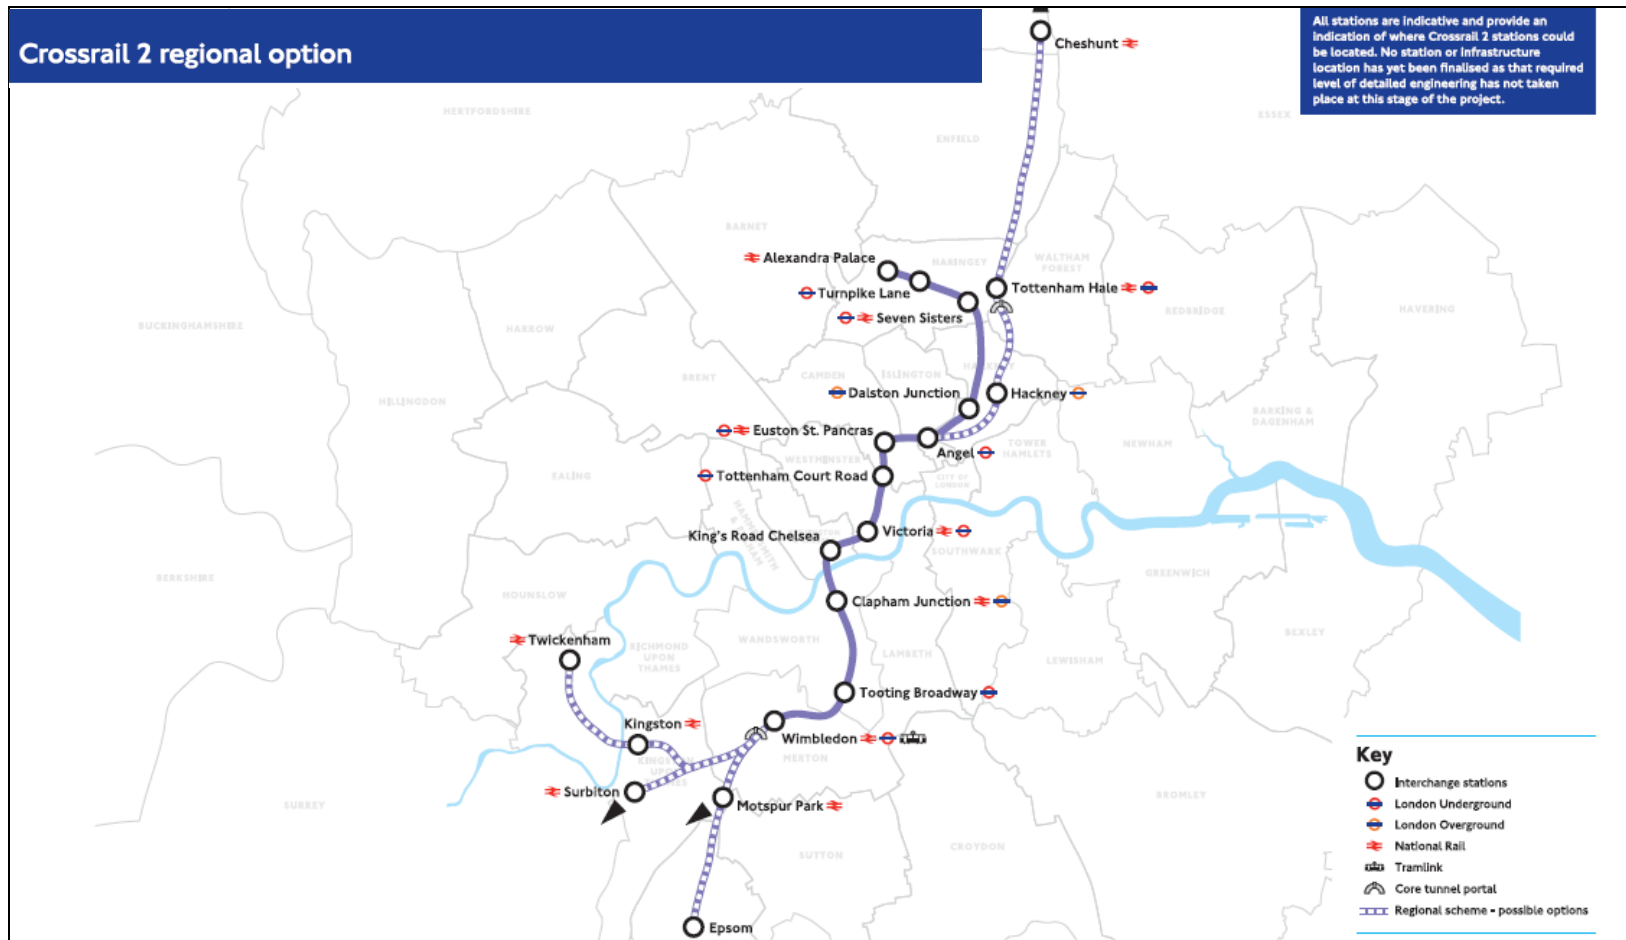 Crossrail 2 regional option
All stations are indicative and provide an
indication of where Crossrail 2 stations could
be located. No station or infrastructure
location has yet been finalised as that required
level of detailed engineering has not taken
place at this stage of the project.
Cheshunt
HERTFORDSHIRE
ESSEX
ENFIELD
BARNET
Alexandra Palace
HARINGEY
WALTHAM
FOREST
Turnpike Lane
Tottenham Hale
Seven Sisters
REDBRIDGE
HAVERING
BUCKINGHAMSHIRE
HARROW
BRENT
CAMDEN
ISLINGTON
HACKNEY
Dalston Junction
Hackney
HILLINGDON
BARKING &
DAGENHAM
Euston St. Pancras
Angel
TOWER
HAMLETS
NEWHAM
WESTMINSTER
EALING
Tottenham Court Road
CITY OF
LONDON
HAMMERSMITH
& FULHAM
King's Road Chelsea
Victoria
SOUTHWARK
BERKSHIRE
HOUNSLOW
GREENWICH
Clapham Junction
Twickenham
RICHMOND
UPON
THAMES
WANDSWORTH
LAMBETH
LEWISHAM
BEXLEY
Tooting Broadway
Kingston
Wimbledon
KINGSTON
UPON
THAMES
MERTON
Surbiton
Motspur Park
SURREY
BROMLEY
SUTTON
CROYDON
Epsom
Key
Interchange stations
London Underground
London Overground
National Rail
Tramlink
Core tunnel portal
Regional scheme - possible options